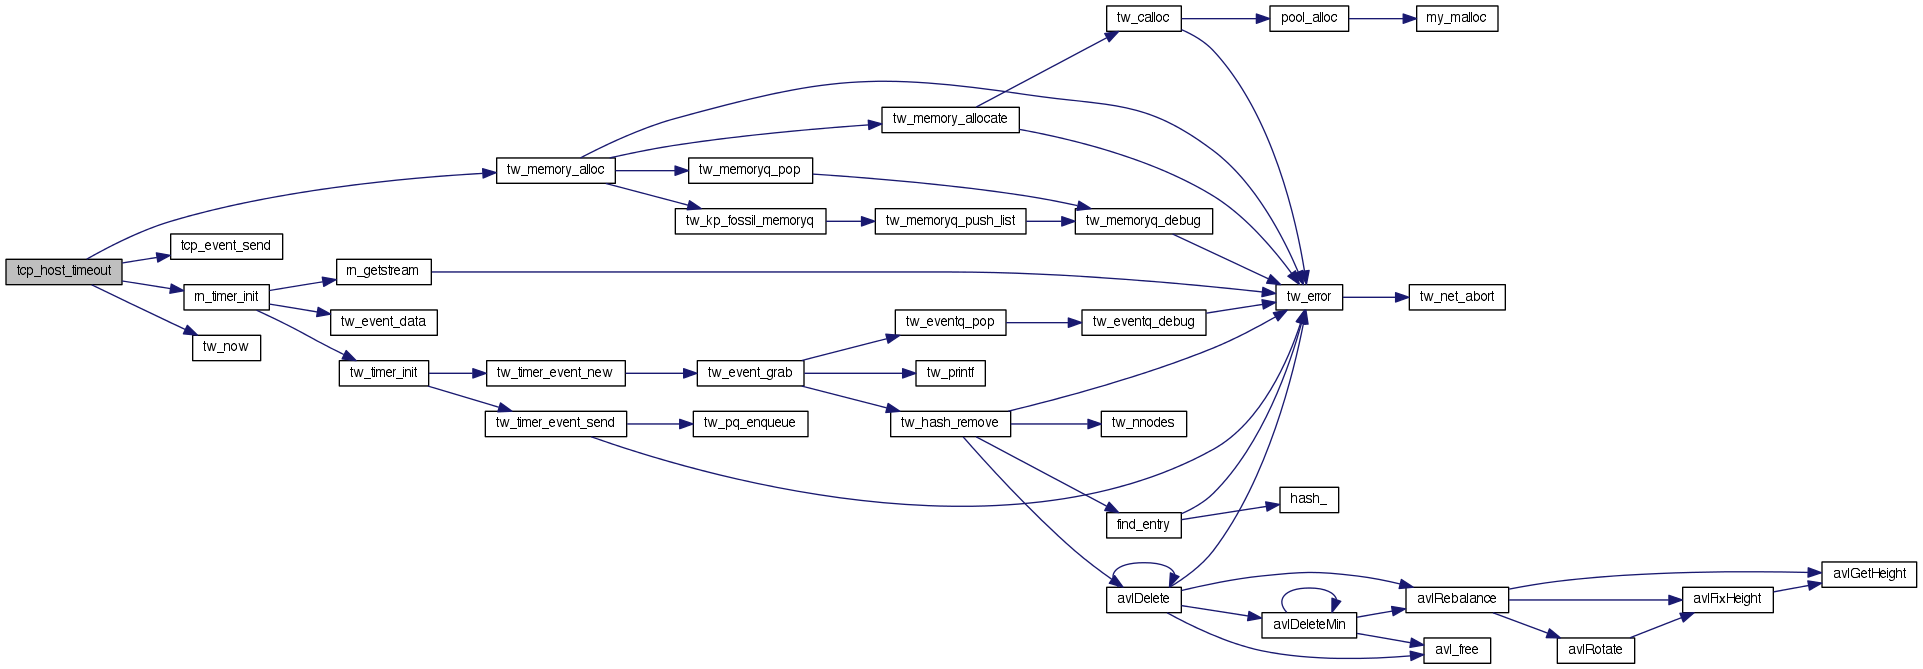 tw_calloc
pool_alloc
my_malloc
tw_memory_allocate
tw_memory_alloc
tw_memoryq_pop
tw_kp_fossil_memoryq
tw_memoryq_push_list
tw_memoryq_debug
tcp_event_send
tcp_host_timeout
rn_getstream
rn_timer_init
tw_error
tw_net_abort
tw_event_data
tw_eventq_pop
tw_eventq_debug
tw_now
tw_timer_init
tw_timer_event_new
tw_event_grab
tw_printf
tw_timer_event_send
tw_pq_enqueue
tw_hash_remove
tw_nnodes
hash_
find_entry
avlGetHeight
avlDelete
avlRebalance
avlFixHeight
avlDeleteMin
avl_free
avlRotate